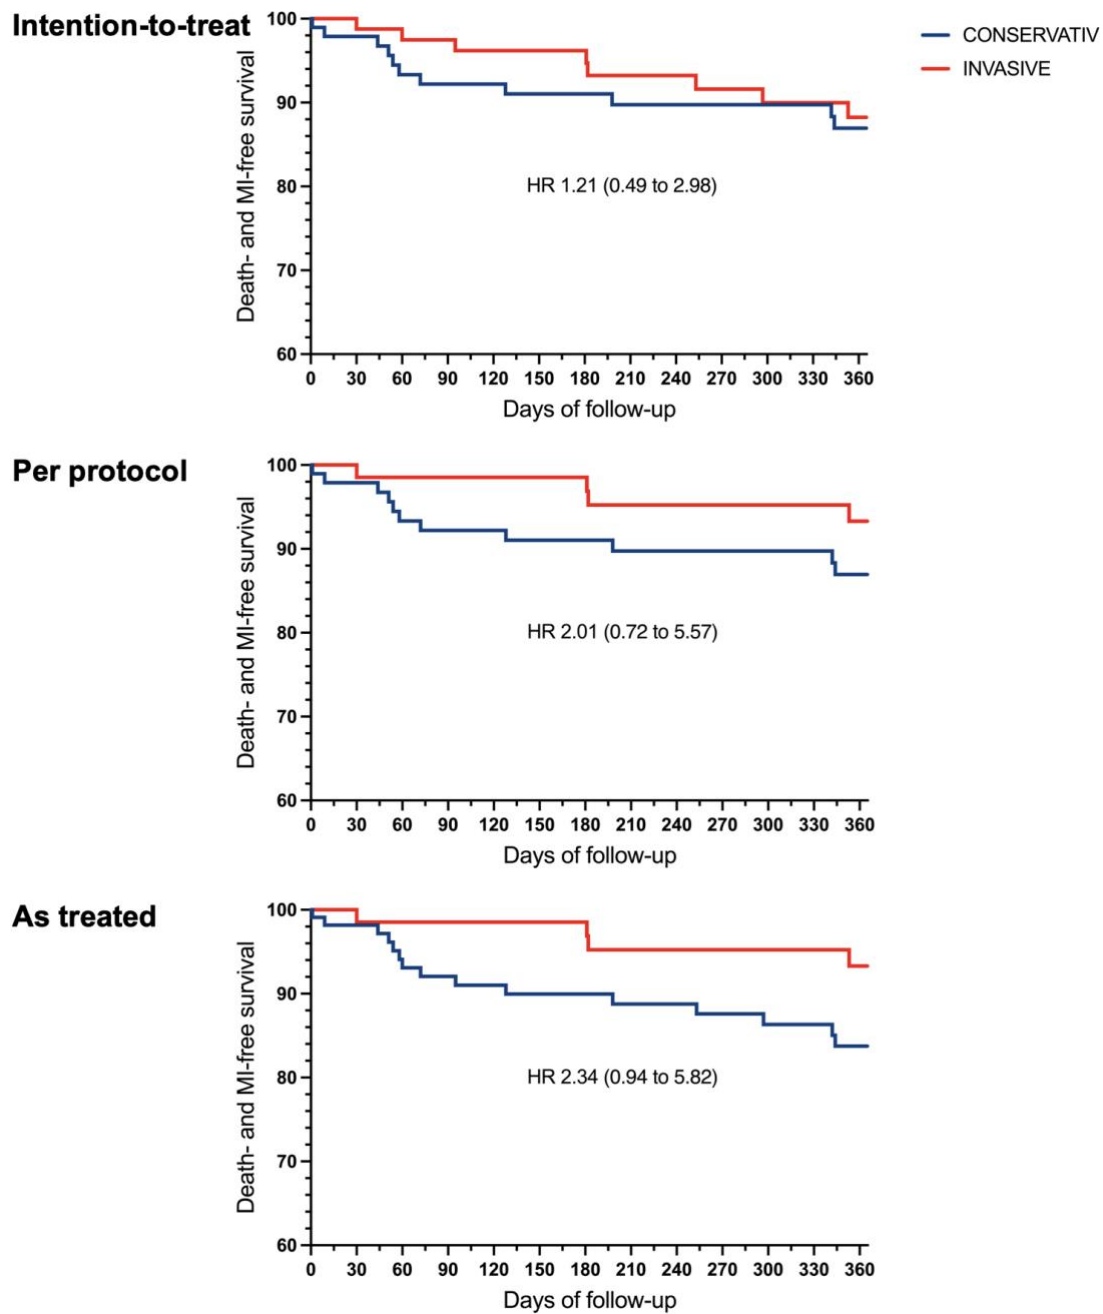 Intention-to-treat
CONSERVATIV
INVASIVE
Death- and MI-free survival
100
90
80
70
60
HR 1.21 (0.49 to 2.98)
0 30 60 90 120 150 180 210 240 270 300 330 360
Days of follow-up
Per protocol
Death- and MI-free survival
100
90
80
70
60
HR 2.01 (0.72 to 5.57)
0 30 60 90 120 150 180 210 240 270 300 330 360
Days of follow-up
As treated
Death- and MI-free survival
100
90
80
70
60
HR 2.34 (0.94 to 5.82)
0 30 60 90 120 150 180 210 240 270 300 330 360
Days of follow-up